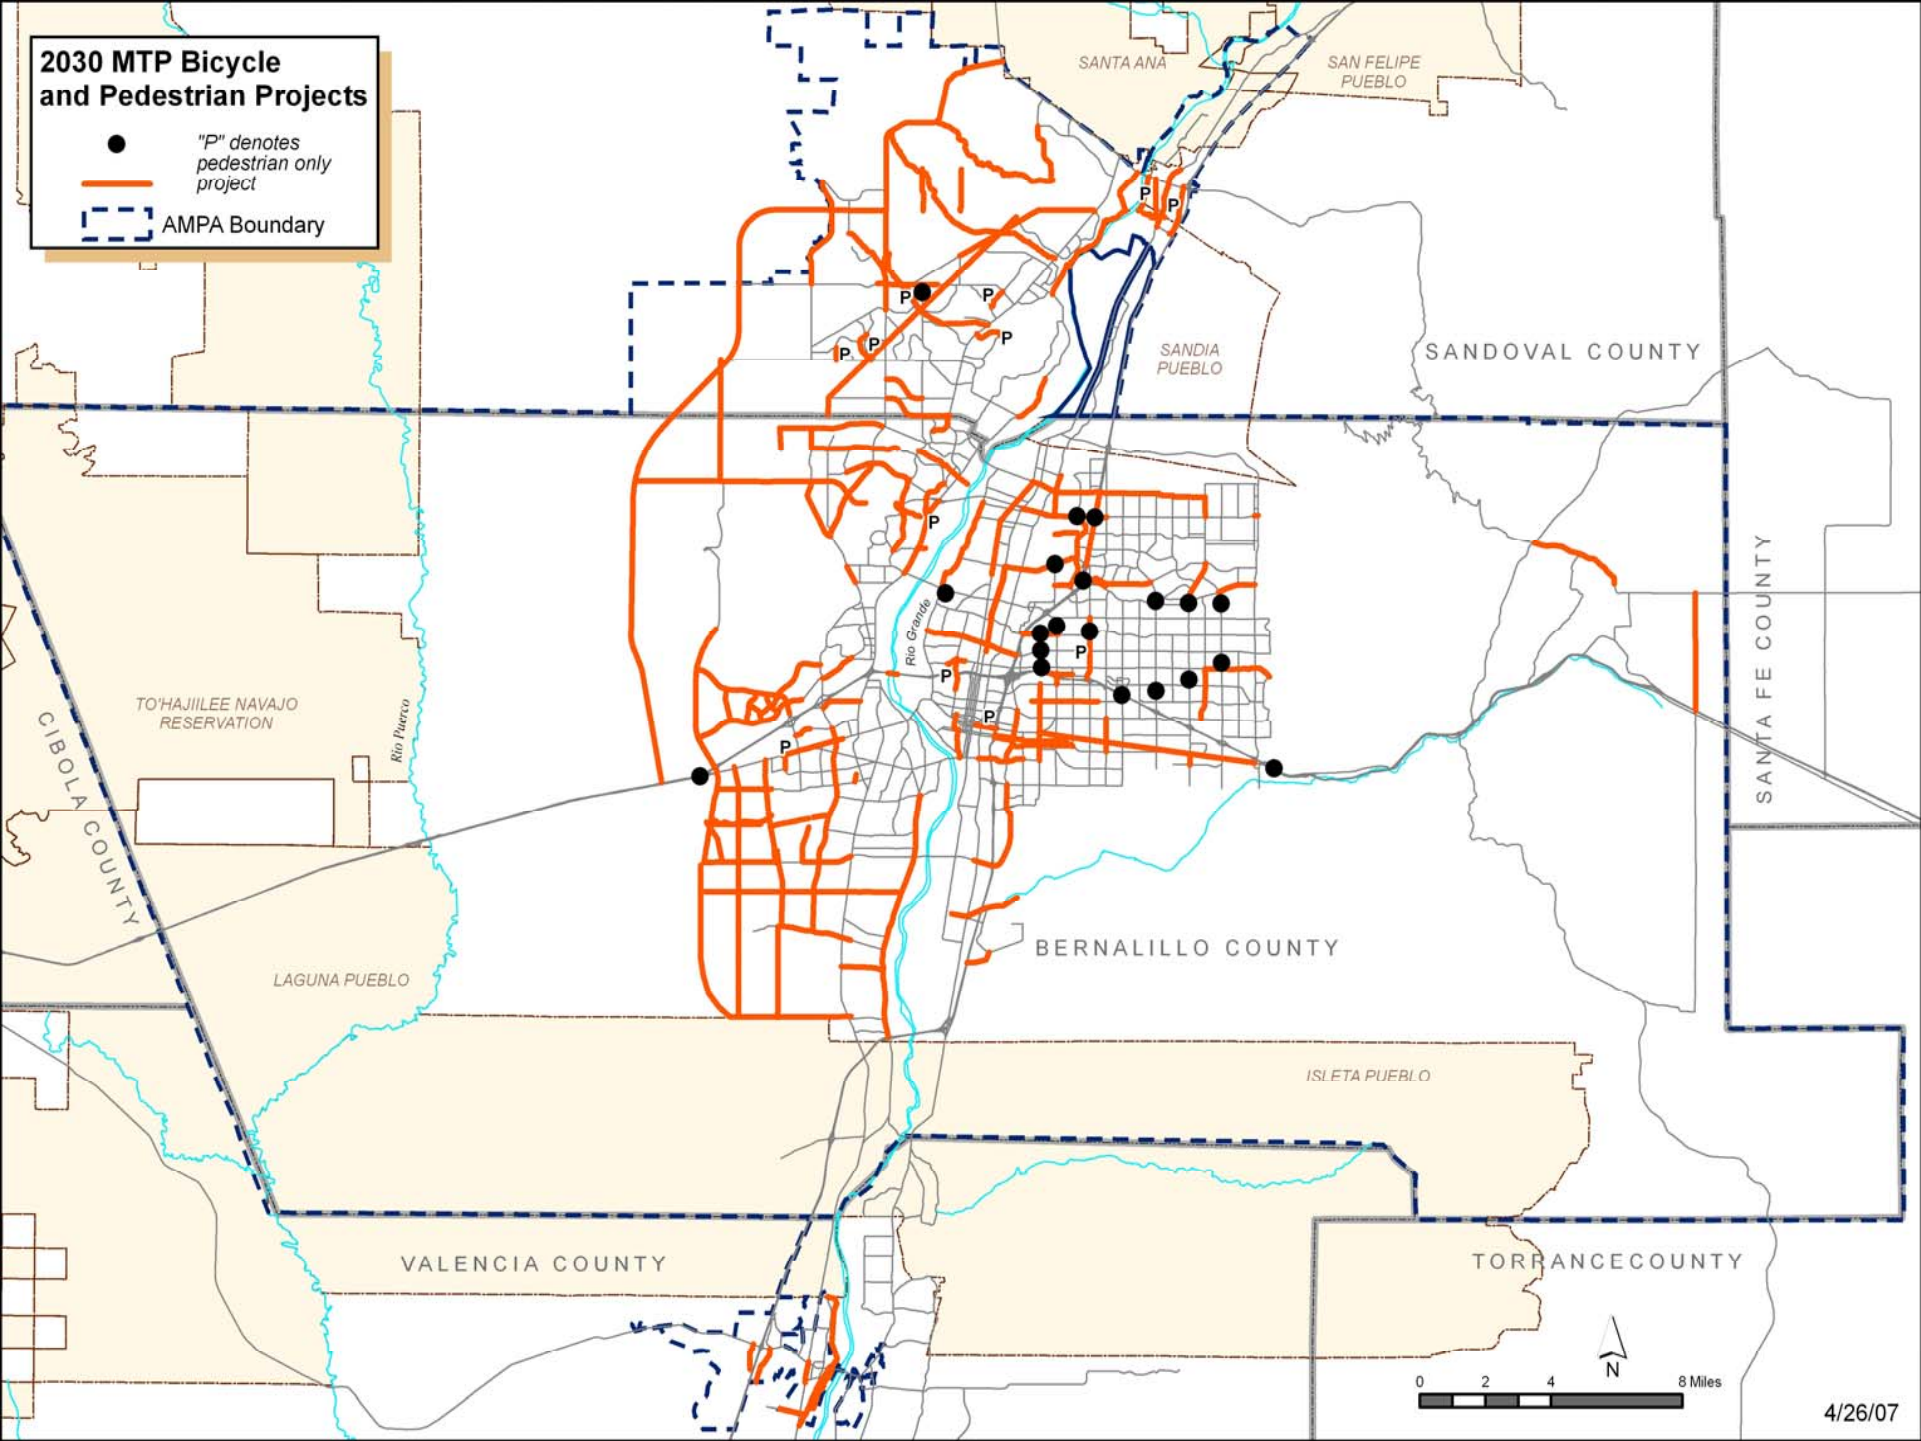 2030 MTP Bicycle
and Pedestrian Projects
"P" denotes
pedestrian only
project
AMPA Boundary
SANTA ANA
SAN FELIPE
PUEBLO
P
P
P
P
P
P
P
SANDIA
PUEBLO
SANDOVAL COUNTY
P
Rio Grande
P
P
P
P
SANTA FE COUNTY
TO'HAJIILEE NAVAJO
RESERVATION
Rio Puerco
CIBOLA COUNTY
LAGUNA PUEBLO
BERNALILLO COUNTY
ISLETA PUEBLO
VALENCIA COUNTY
TORRANCE COUNTY
N
0 2 4 8 Miles
4/26/07